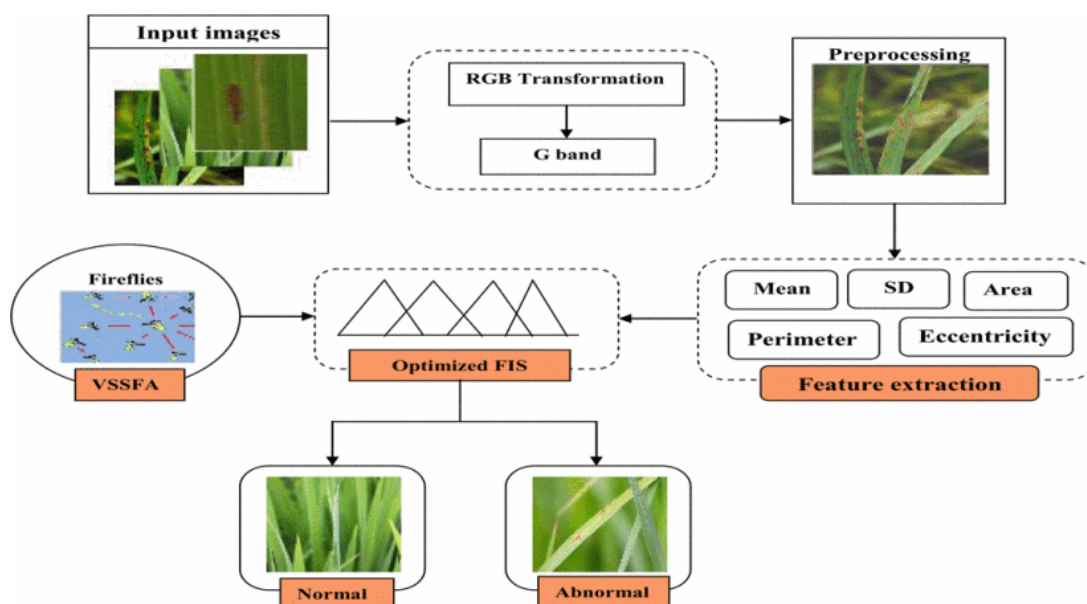 Input images
RGB Transformation
G band
Preprocessing
Fireflies
VSSFA
Optimized FIS
Mean
SD
Area
Perimeter
Eccentricity
Feature extraction
Normal
Abnormal